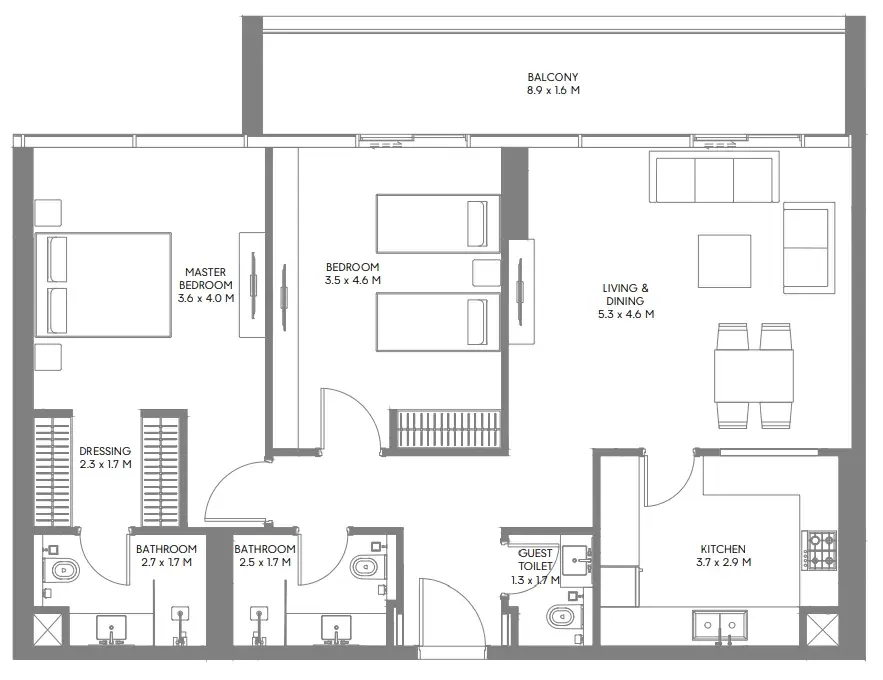 BALCONY
8.9 x 1.6 M
MASTER
BEDROOM
3.6 x 4.0 M
BEDROOM
3.5 x 4.6 M
LIVING &
DINING
5.3 x 4.6 M
DRESSING
2.3 x 1.7 M
BATHROOM
2.7 x 1.7 M
BATHROOM
2.5 x 1.7 M
GUEST
TOILET
1.3 x 1.7 M
KITCHEN
3.7 x 2.9 M